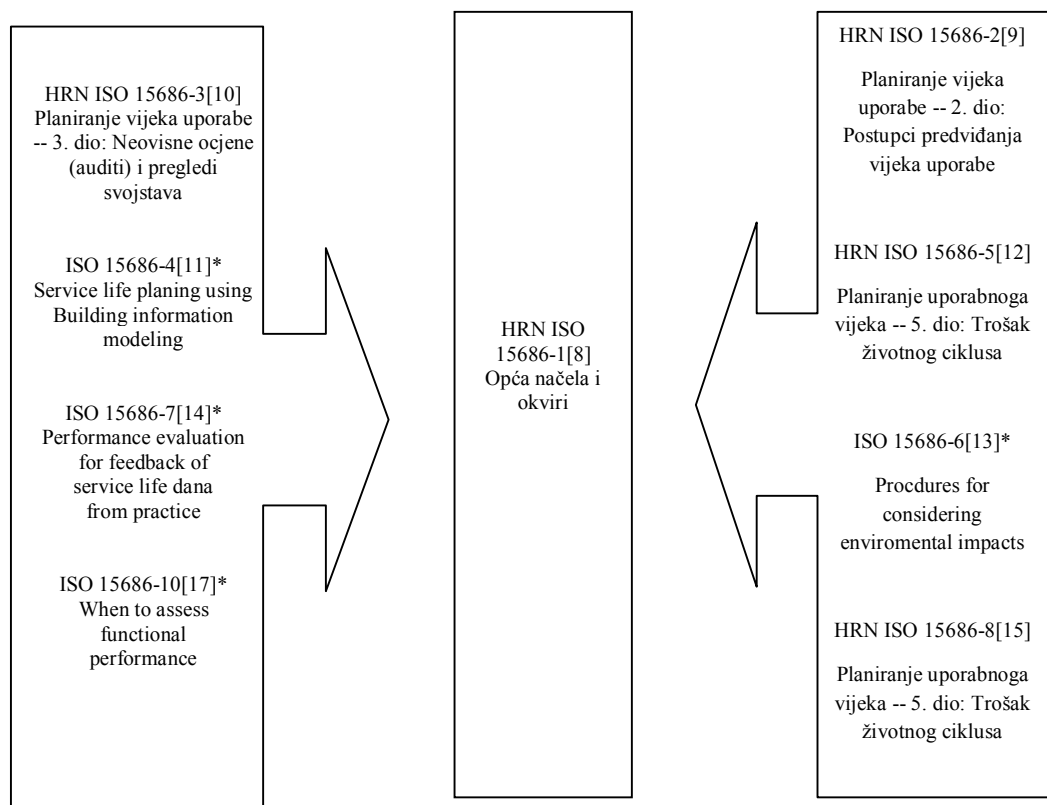 HRN ISO 15686-3[10]
Planiranje vijeka
uporabe
-- 3. dio: Neovisne ocjene
(auditi) i pregledi
svojstava
ISO 15686-4[11]*
Service life planing using
Building information
modeling
ISO 15686-7[14]*
Performance evaluation
for feedback of
service life dana
from practice
ISO 15686-10[17]*
When to assess
functional
performance
HRN ISO
15686-1[8]
Opća načela i
okviri
HRN ISO 15686-2[9]
Planiranje vijeka
uporabe -- 2. dio:
Postupci predviđanja
vijeka uporabe
HRN ISO 15686-5[12]
Planiranje uporabnoga
vijeka -- 5. dio: Trošak
životnog ciklusa
ISO 15686-6[13]*
Procdures for
considering
enviromental impacts
HRN ISO 15686-8[15]
Planiranje uporabnoga
vijeka -- 5. dio: Trošak
životnog ciklusa